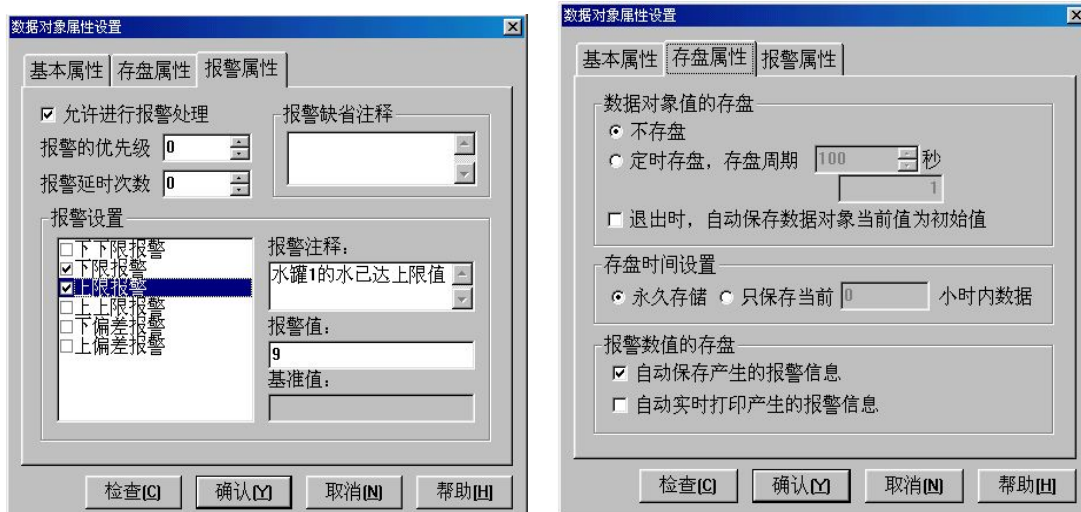 数据对象属性设置
基本属性 存盘属性 报警属性
允许进行报警处理
报警缺省注释
报警的优先级 0
报警延时次数 0
报警设置
下下限报警
下限报警
上限报警
上上限报警
下偏差报警
上偏差报警
报警注释：
水罐1的水已达上限值
报警值：
9
基准值：
检查(C) 确认(Y) 取消(N) 帮助(H)
数据对象属性设置
基本属性 存盘属性 报警属性
数据对象值的存盘
不存盘
定时存盘，存盘周期 100 秒
1
退出时，自动保存数据对象当前值为初始值
存盘时间设置
永久存储 只保存当前 0 小时内数据
报警数值的存盘
自动保存产生的报警信息
自动实时打印产生的报警信息
检查(C) 确认(Y) 取消(N) 帮助(H)